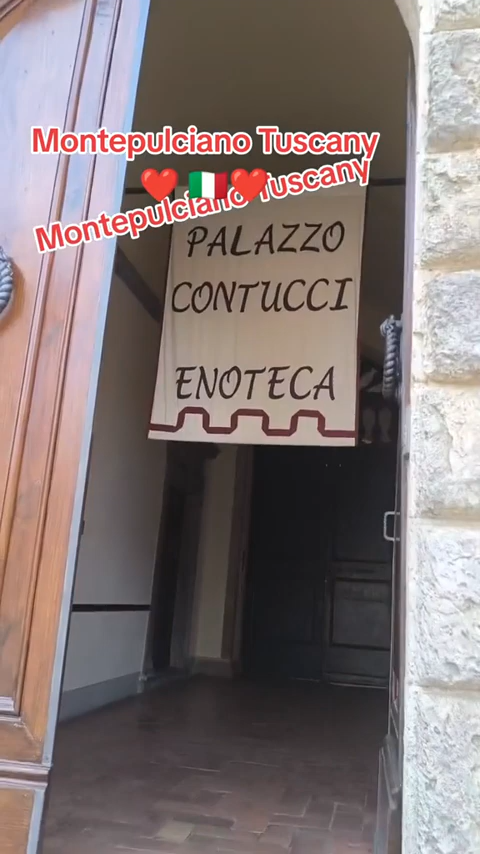 Montepulciano Tuscany
❤️ 🇮🇹 ❤️
Montepulciano Tuscany
PALAZZO
CONTUCCI
ENOTECA